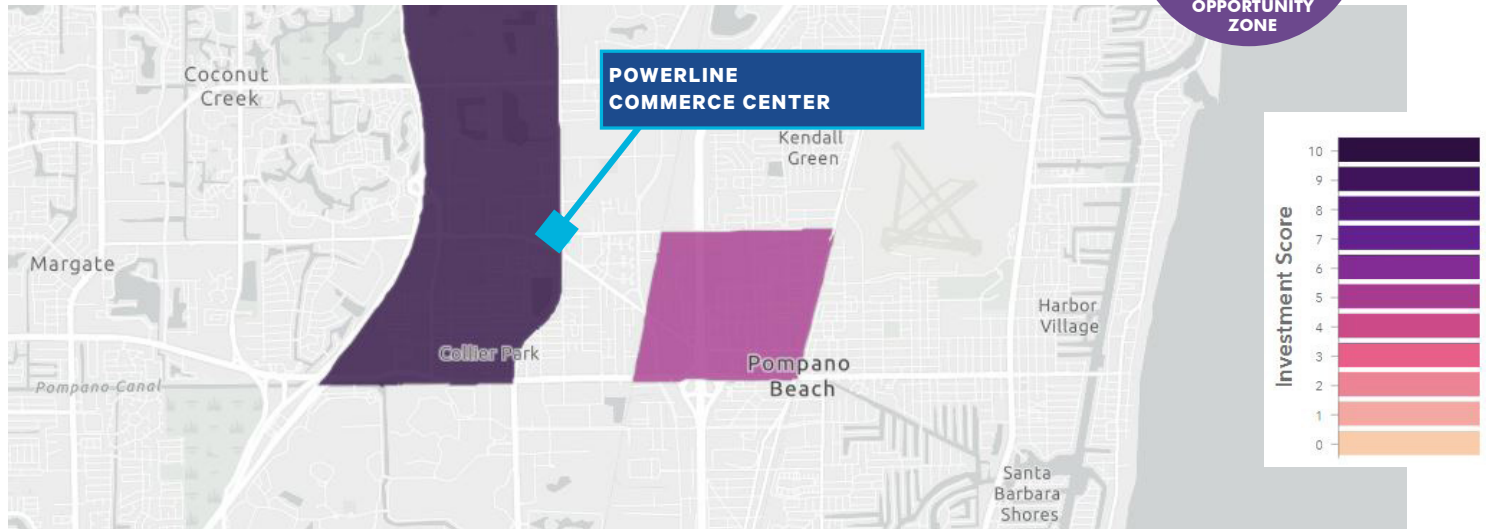 OPPORTUNITY
ZONE
Coconut
Creek
POWERLINE
COMMERCE CENTER
Kendall
Green
Margate
Harbor
Village
Collier Park
Pompano
Beach
Pompano Canal
Santa
Barbara
Shores
Investment Score
10
9
8
7
6
5
4
3
2
1
0